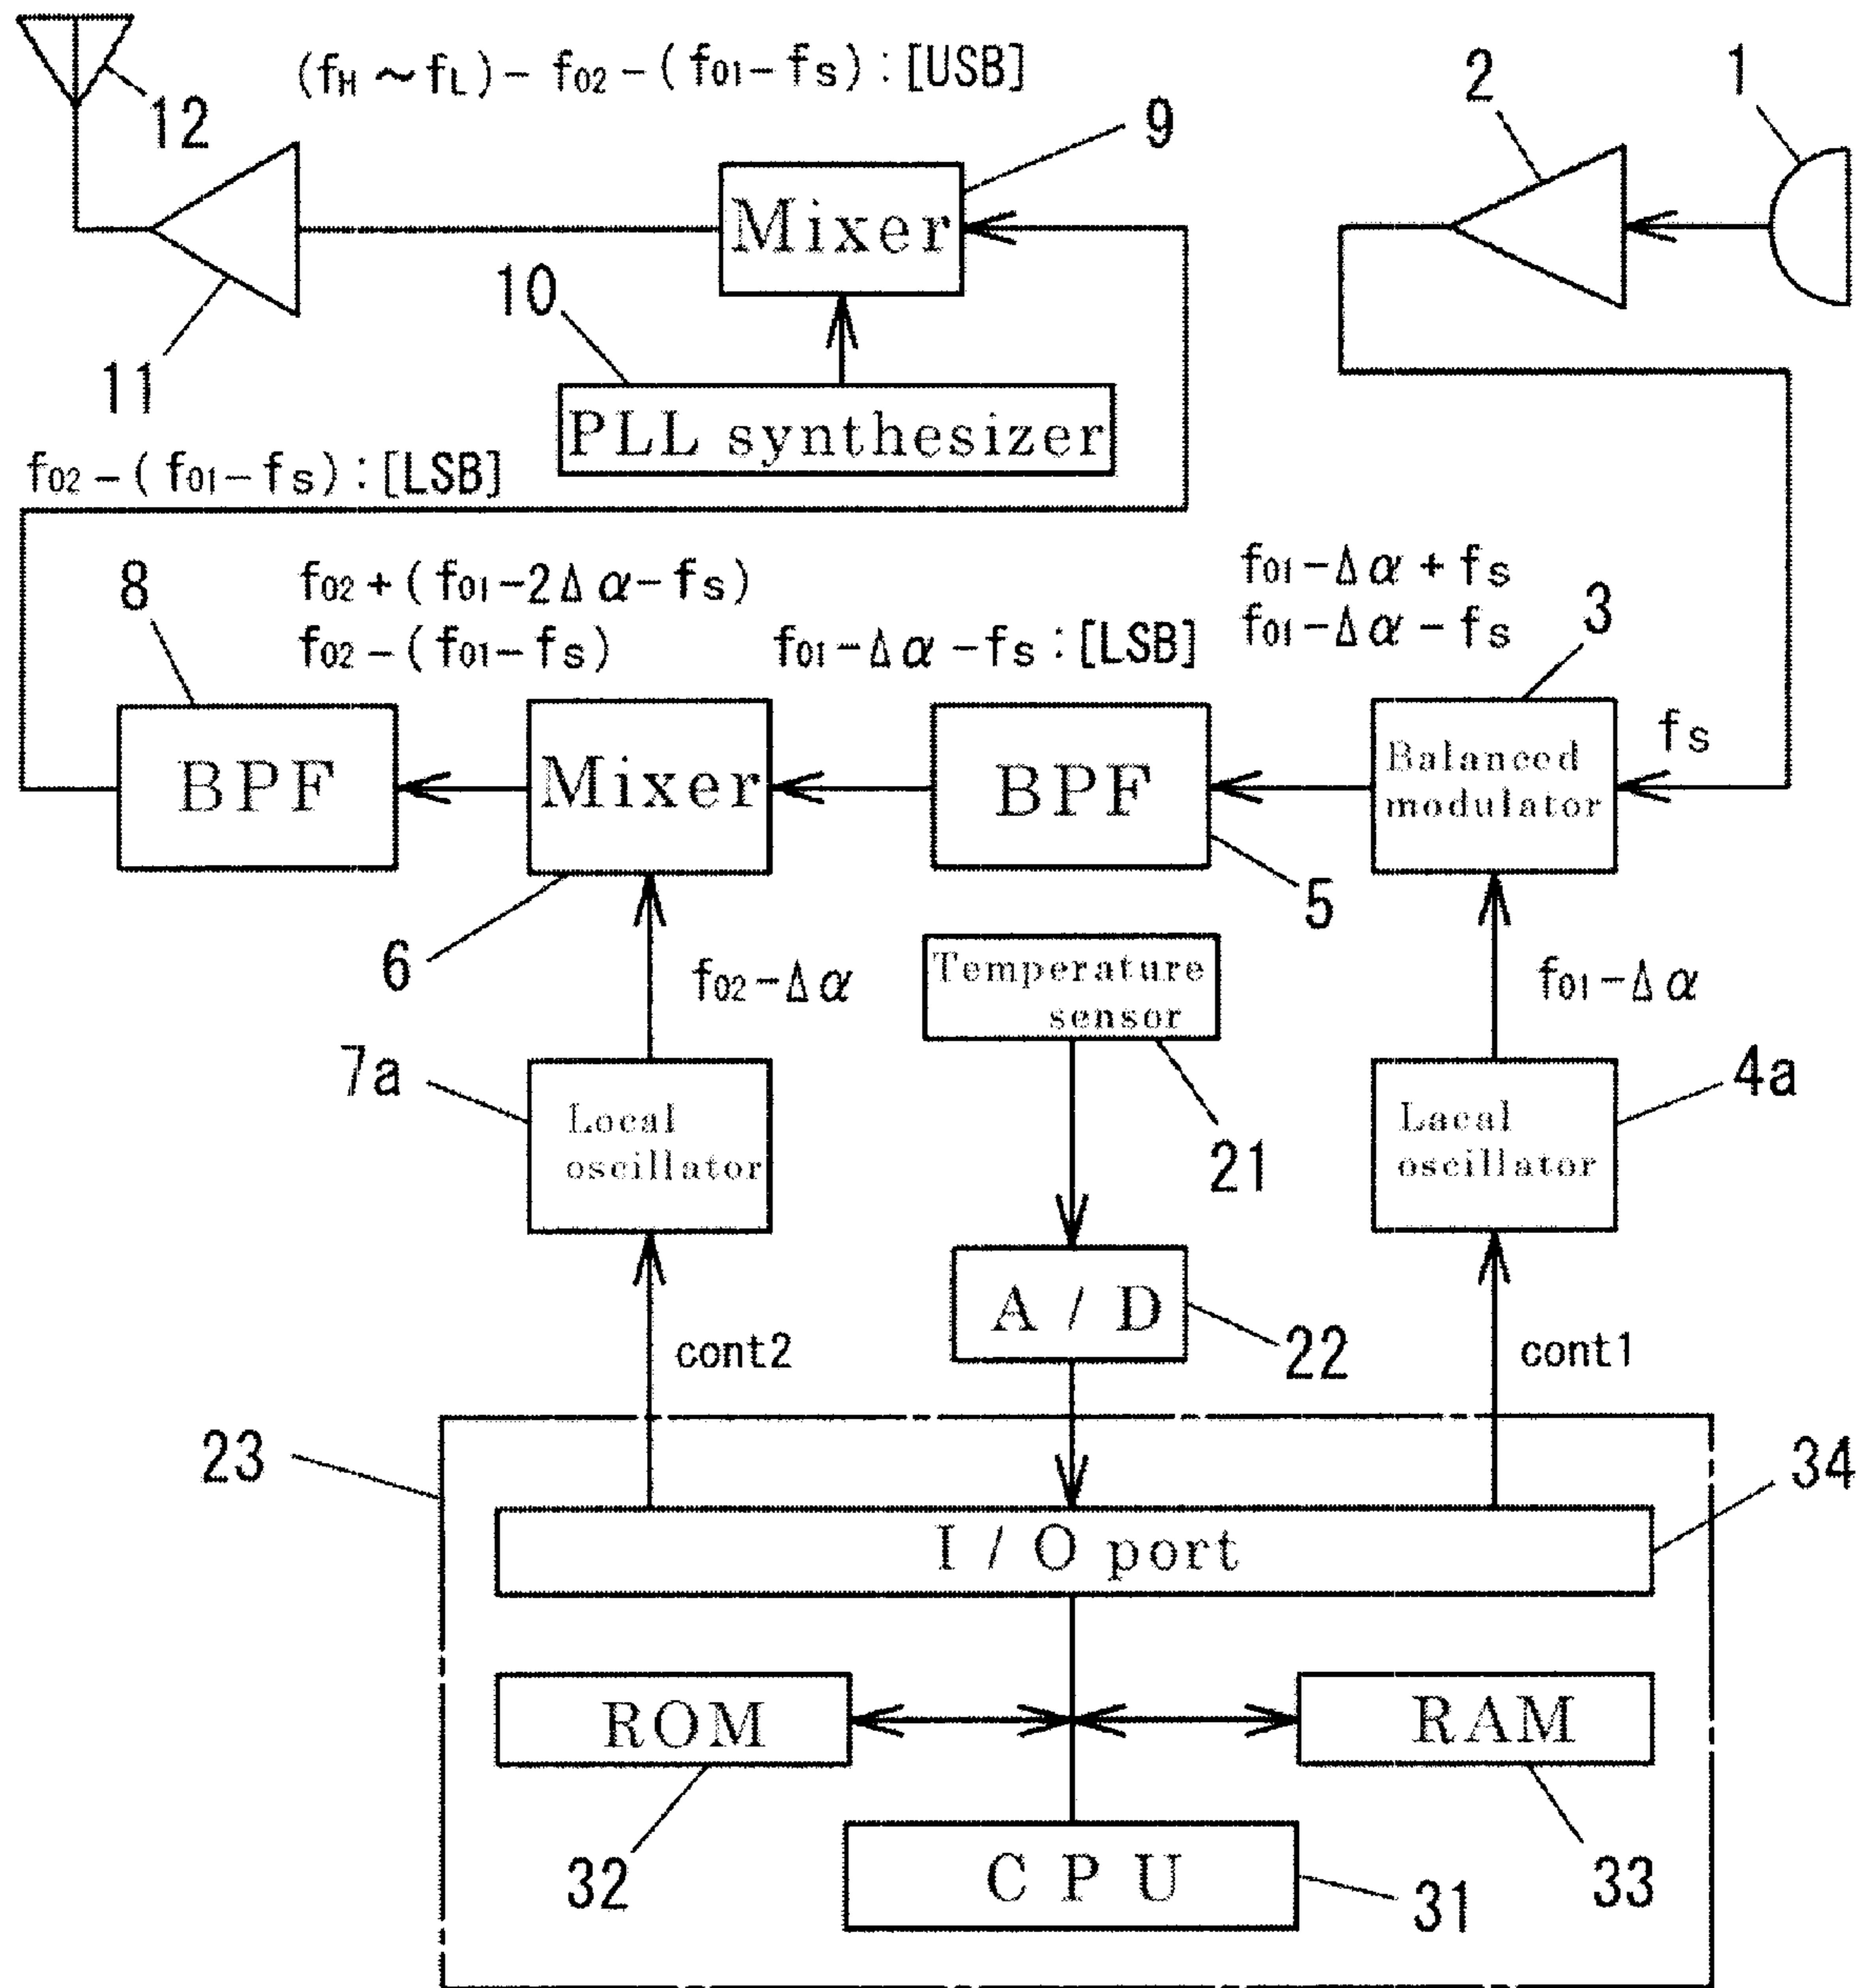 (fH ~ fL) - f02 - (f01 - fs) : [USB]
12
9
2
1
Mixer
10
11
PLL synthesizer
f02 - (f01 - fs) : [LSB]
8
f02 + (f01 - 2Δα - fs)
f02 - (f01 - fs)
f01 - Δα - fs : [LSB]
f01 - Δα + fs
f01 - Δα - fs
3
fs
BPF
Mixer
BPF
Balanced
modulator
6
5
f02 - Δα
Temperature
sensor
f01 - Δα
7a
4a
Local
oscillator
21
Lacal
oscillator
A / D
22
cont2
cont1
23
34
I / O port
ROM
RAM
32
33
C P U
31